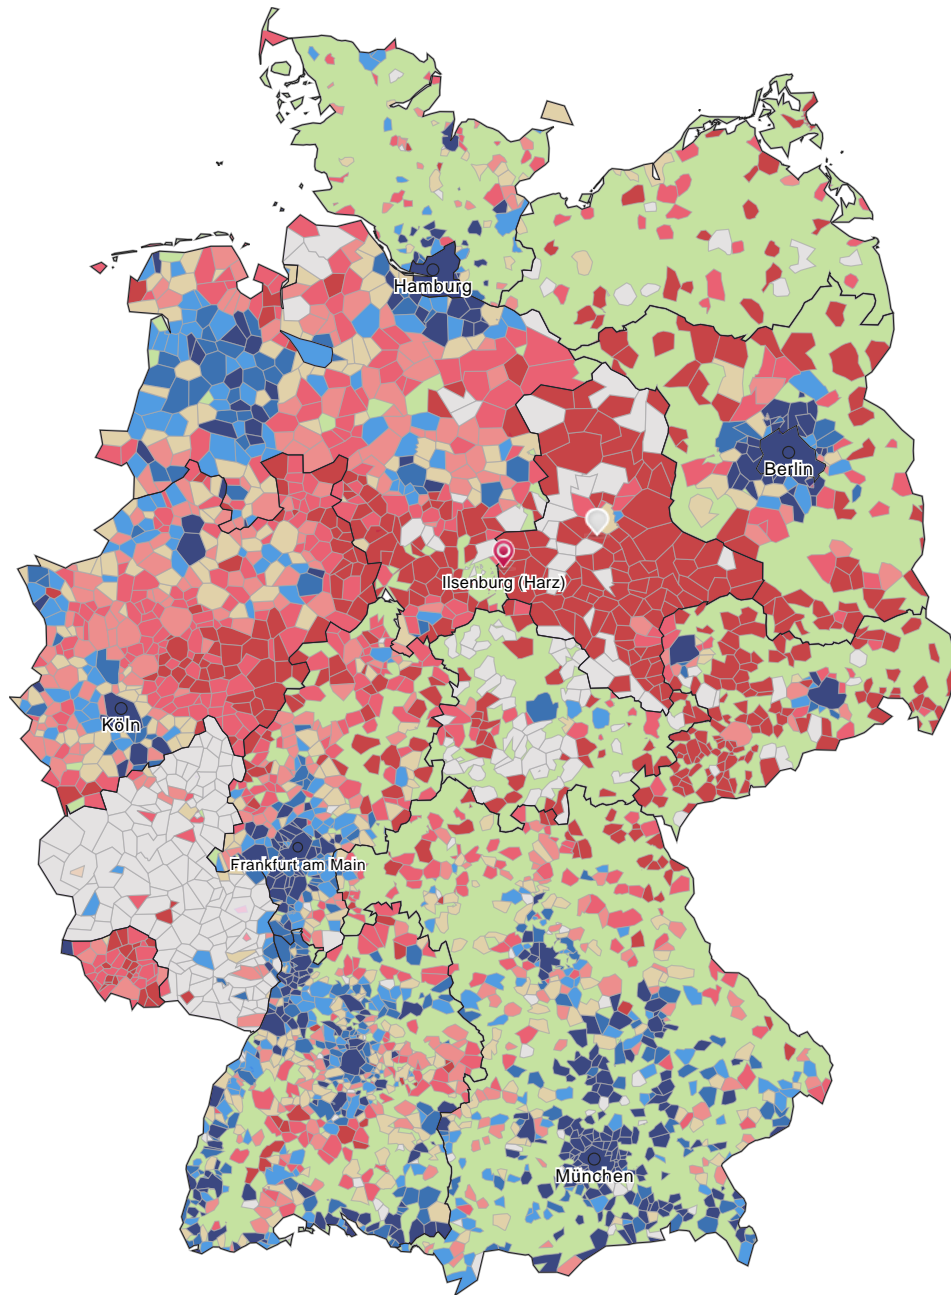 Hamburg
Berlin
Ilsenburg (Harz)
Köln
Frankfurt am Main
München